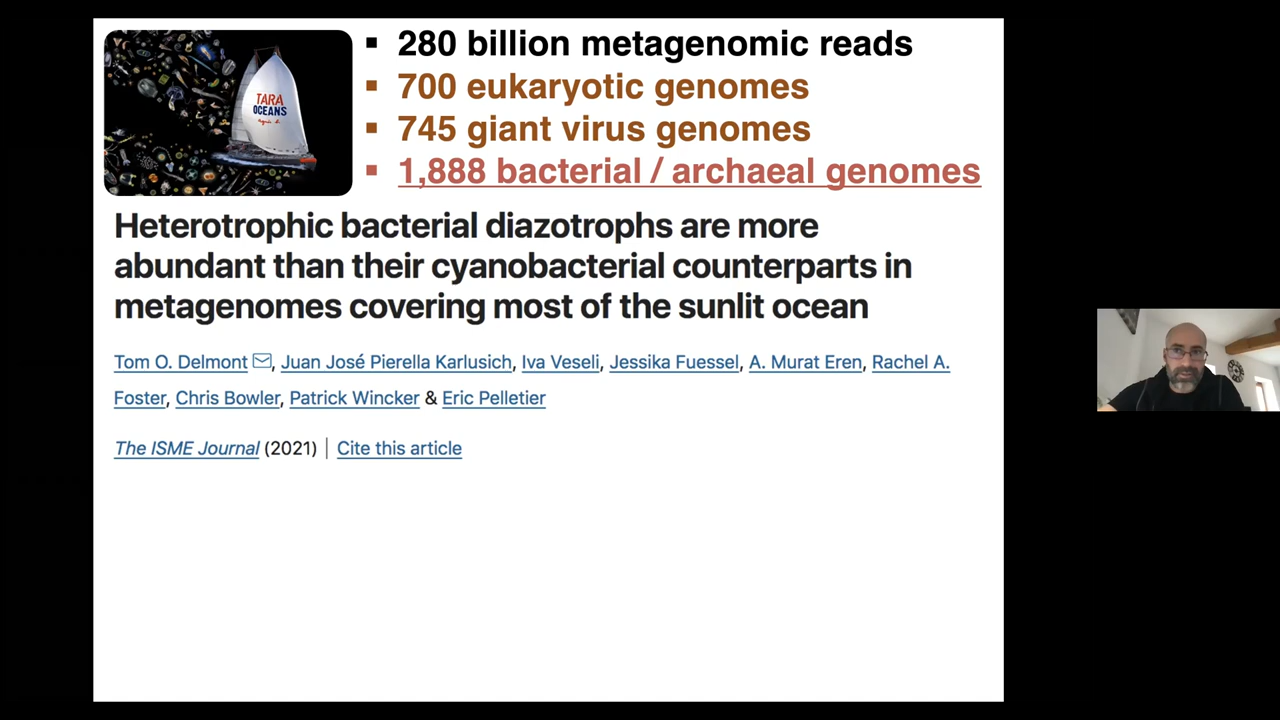 TARA
OCEANS
▪ 280 billion metagenomic reads
▪ 700 eukaryotic genomes
▪ 745 giant virus genomes
▪ 1,888 bacterial / archaeal genomes
Heterotrophic bacterial diazotrophs are more
abundant than their cyanobacterial counterparts in
metagenomes covering most of the sunlit ocean
Tom O. Delmont, Juan José Pierella Karlusich, Iva Veseli, Jessika Fuessel, A. Murat Eren, Rachel A.
Foster, Chris Bowler, Patrick Wincker & Eric Pelletier
The ISME Journal (2021) | Cite this article